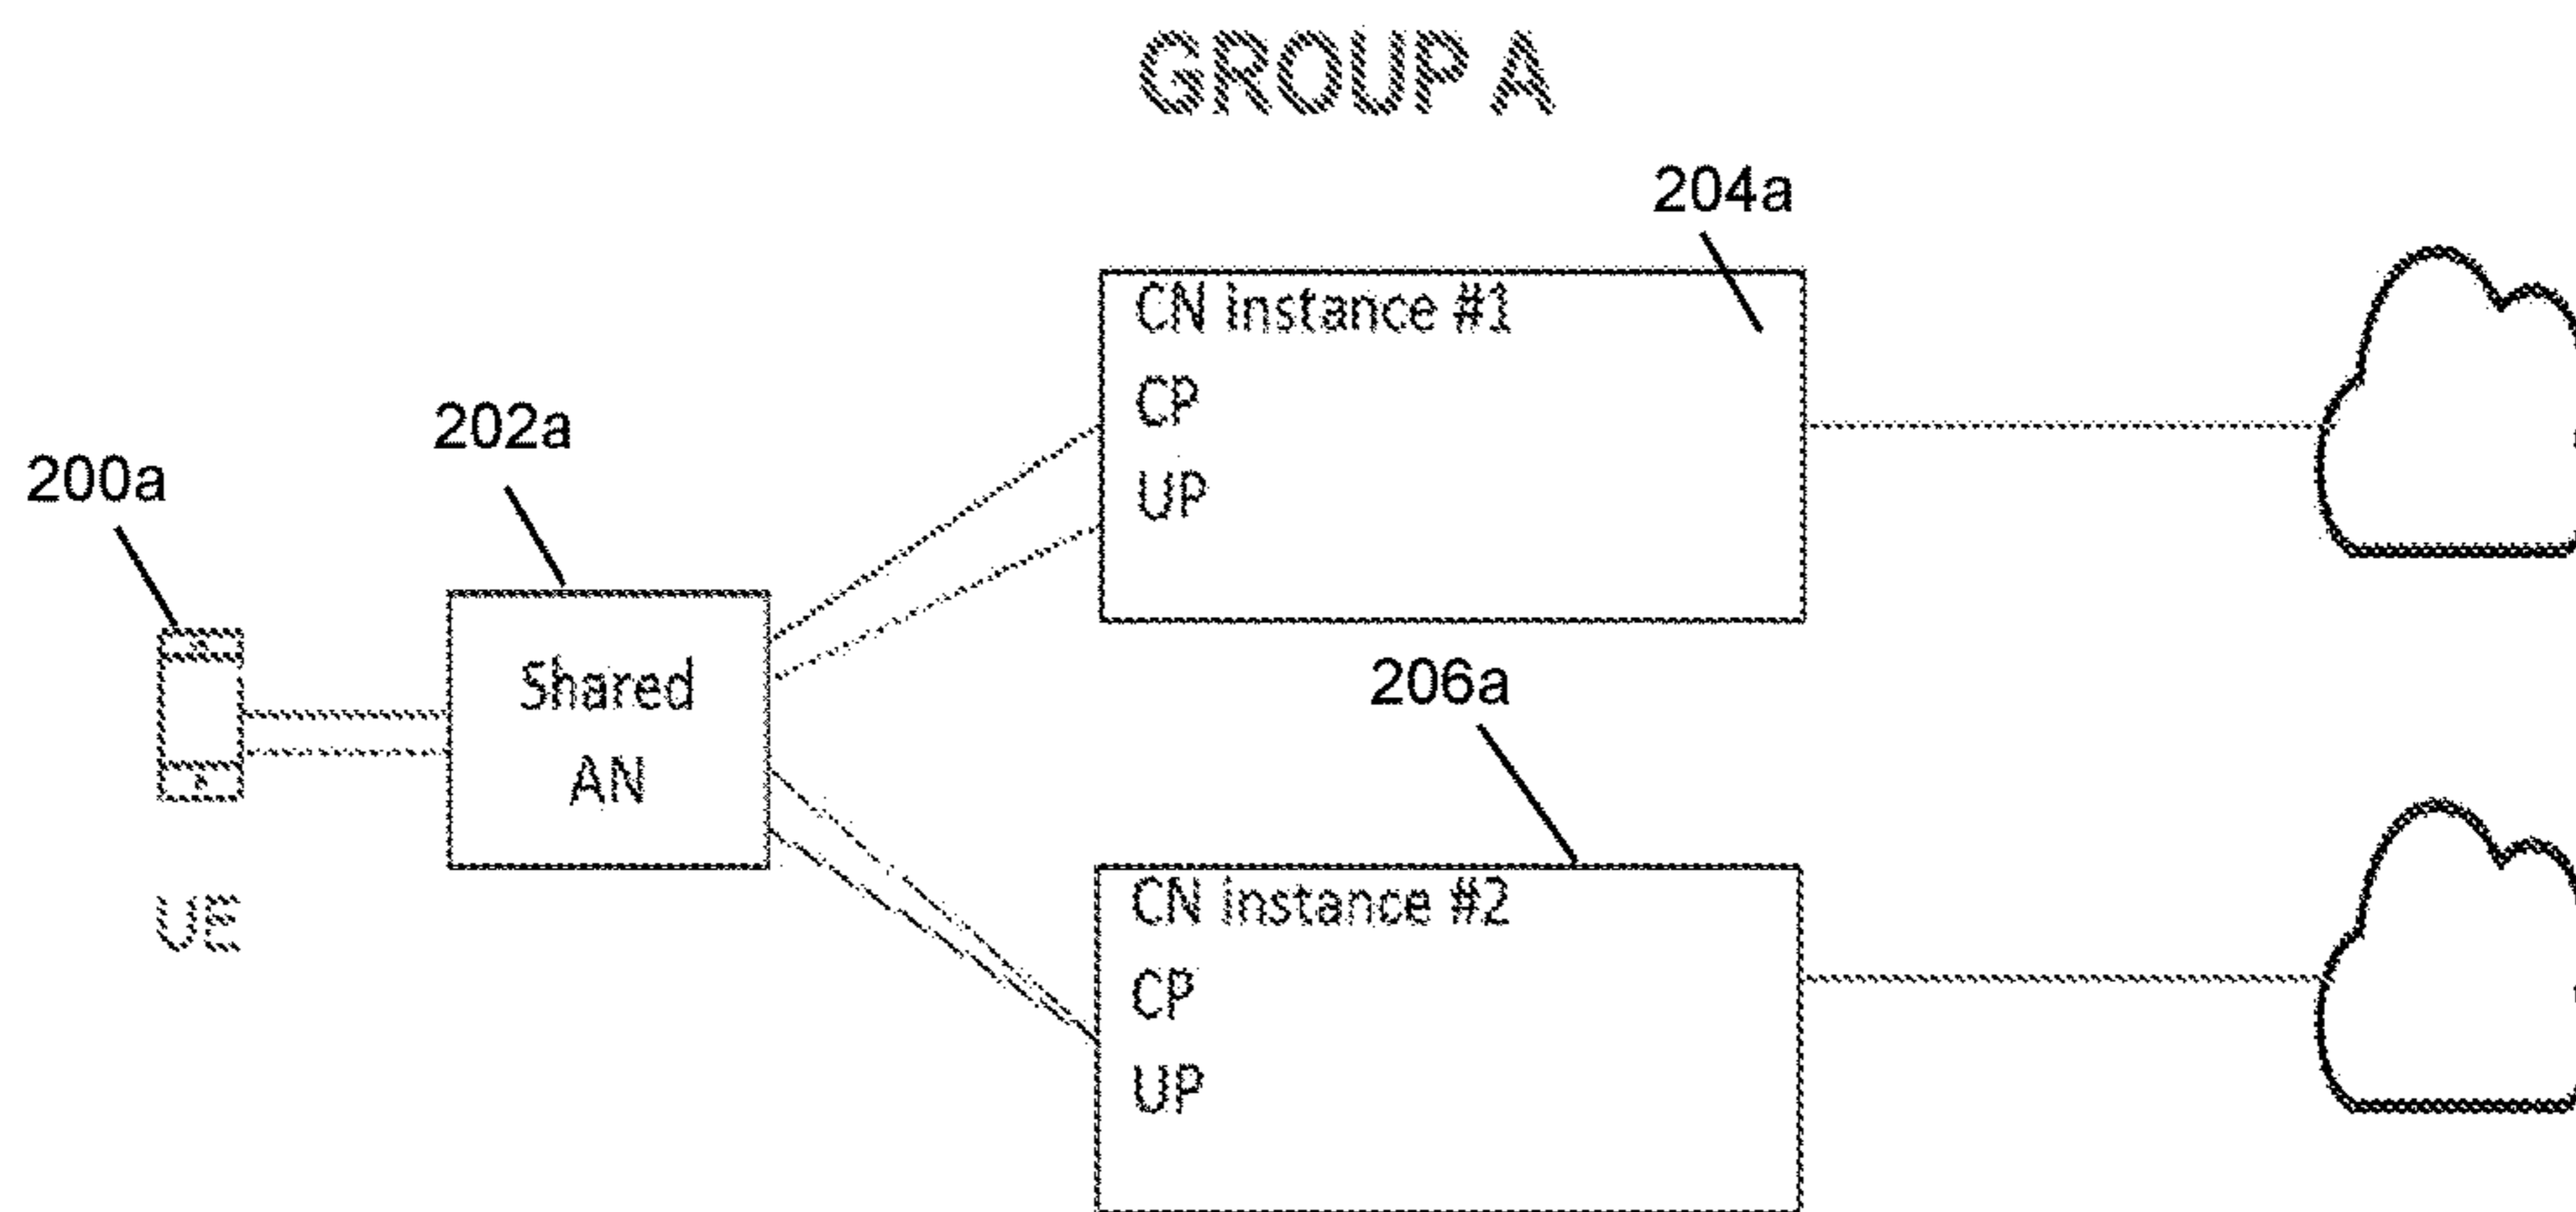 GROUP A
204a
CN instance #1
CP
UP
202a
200a
Shared
AN
UE
206a
CN instance #2
CP
UP